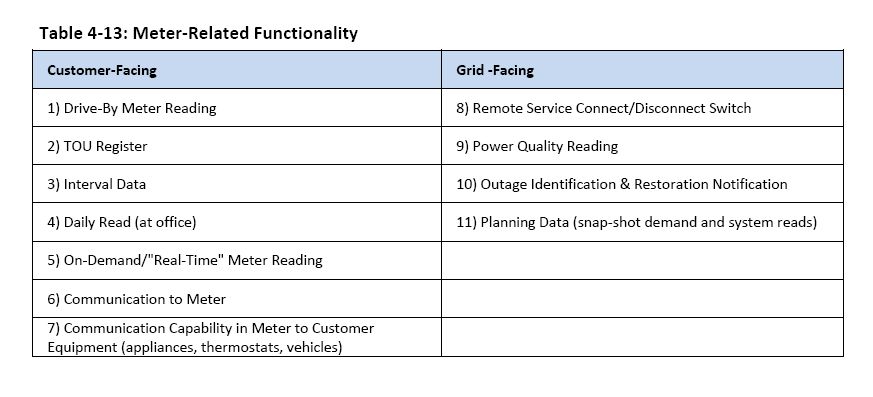 Table 4-13: Meter-Related Functionality
Customer-Facing
Grid -Facing
1) Drive-By Meter Reading
8) Remote Service Connect/Disconnect Switch
2) TOU Register
9) Power Quality Reading
3) Interval Data
10) Outage Identification & Restoration Notification
4) Daily Read (at office)
11) Planning Data (snap-shot demand and system reads)
5) On-Demand/"Real-Time" Meter Reading
6) Communication to Meter
7) Communication Capability in Meter to Customer
Equipment (appliances, thermostats, vehicles)